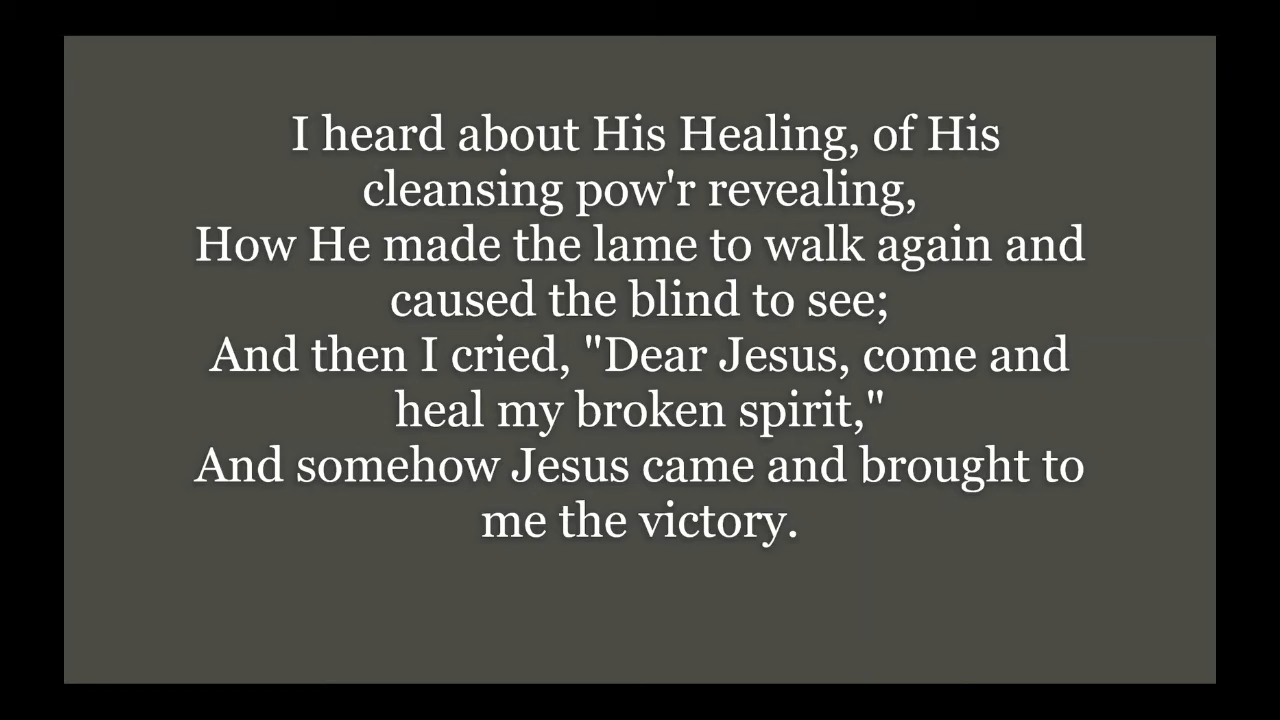 I heard about His Healing, of His
cleansing pow'r revealing,
How He made the lame to walk again and
caused the blind to see;
And then I cried, "Dear Jesus, come and
heal my broken spirit,"
And somehow Jesus came and brought to
me the victory.